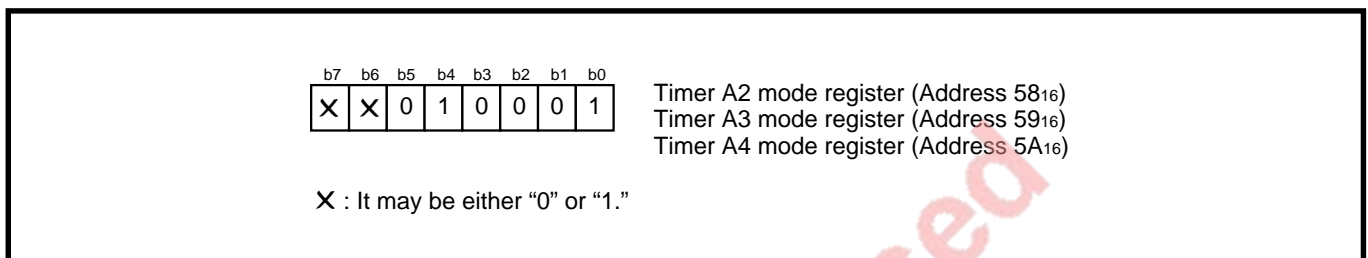 b7 b6 b5 b4 b3 b2 b1 b0
X X 0 1 0 0 0 1
Timer A2 mode register (Address 58₁₆)
Timer A3 mode register (Address 59₁₆)
Timer A4 mode register (Address 5A₁₆)
X : It may be either “0” or “1.”